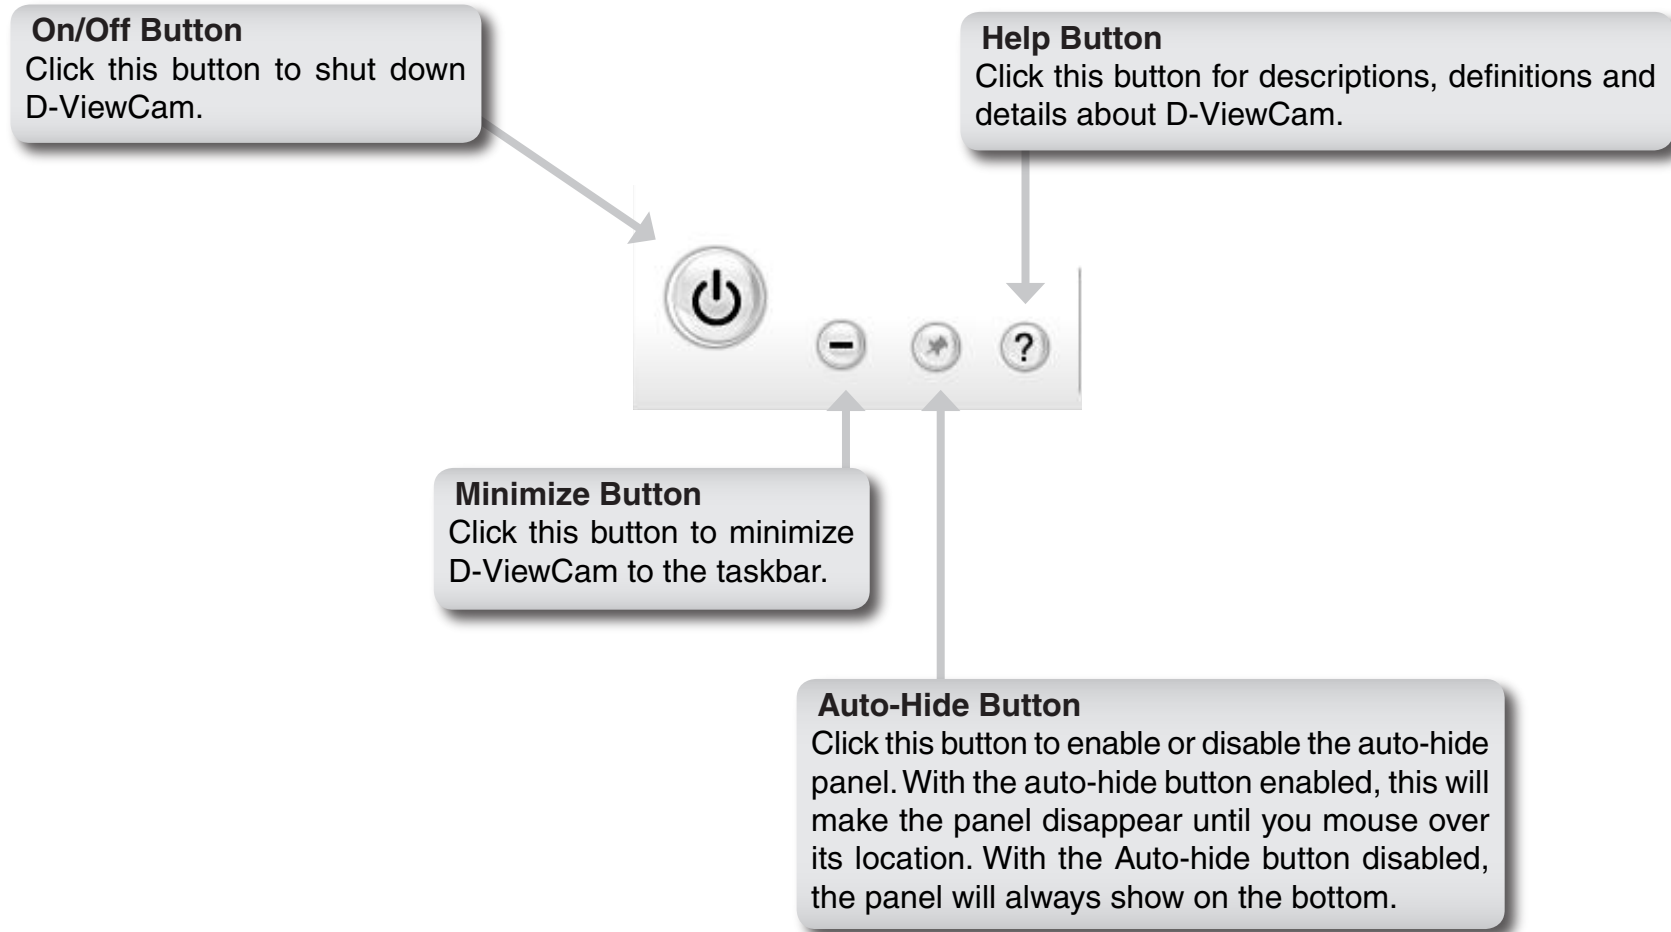 On/Off Button
Click this button to shut down
D-ViewCam.
Help Button
Click this button for descriptions, definitions and
details about D-ViewCam.
?
Minimize Button
Click this button to minimize
D-ViewCam to the taskbar.
Auto-Hide Button
Click this button to enable or disable the auto-hide
panel. With the auto-hide button enabled, this will
make the panel disappear until you mouse over
its location. With the Auto-hide button disabled,
the panel will always show on the bottom.